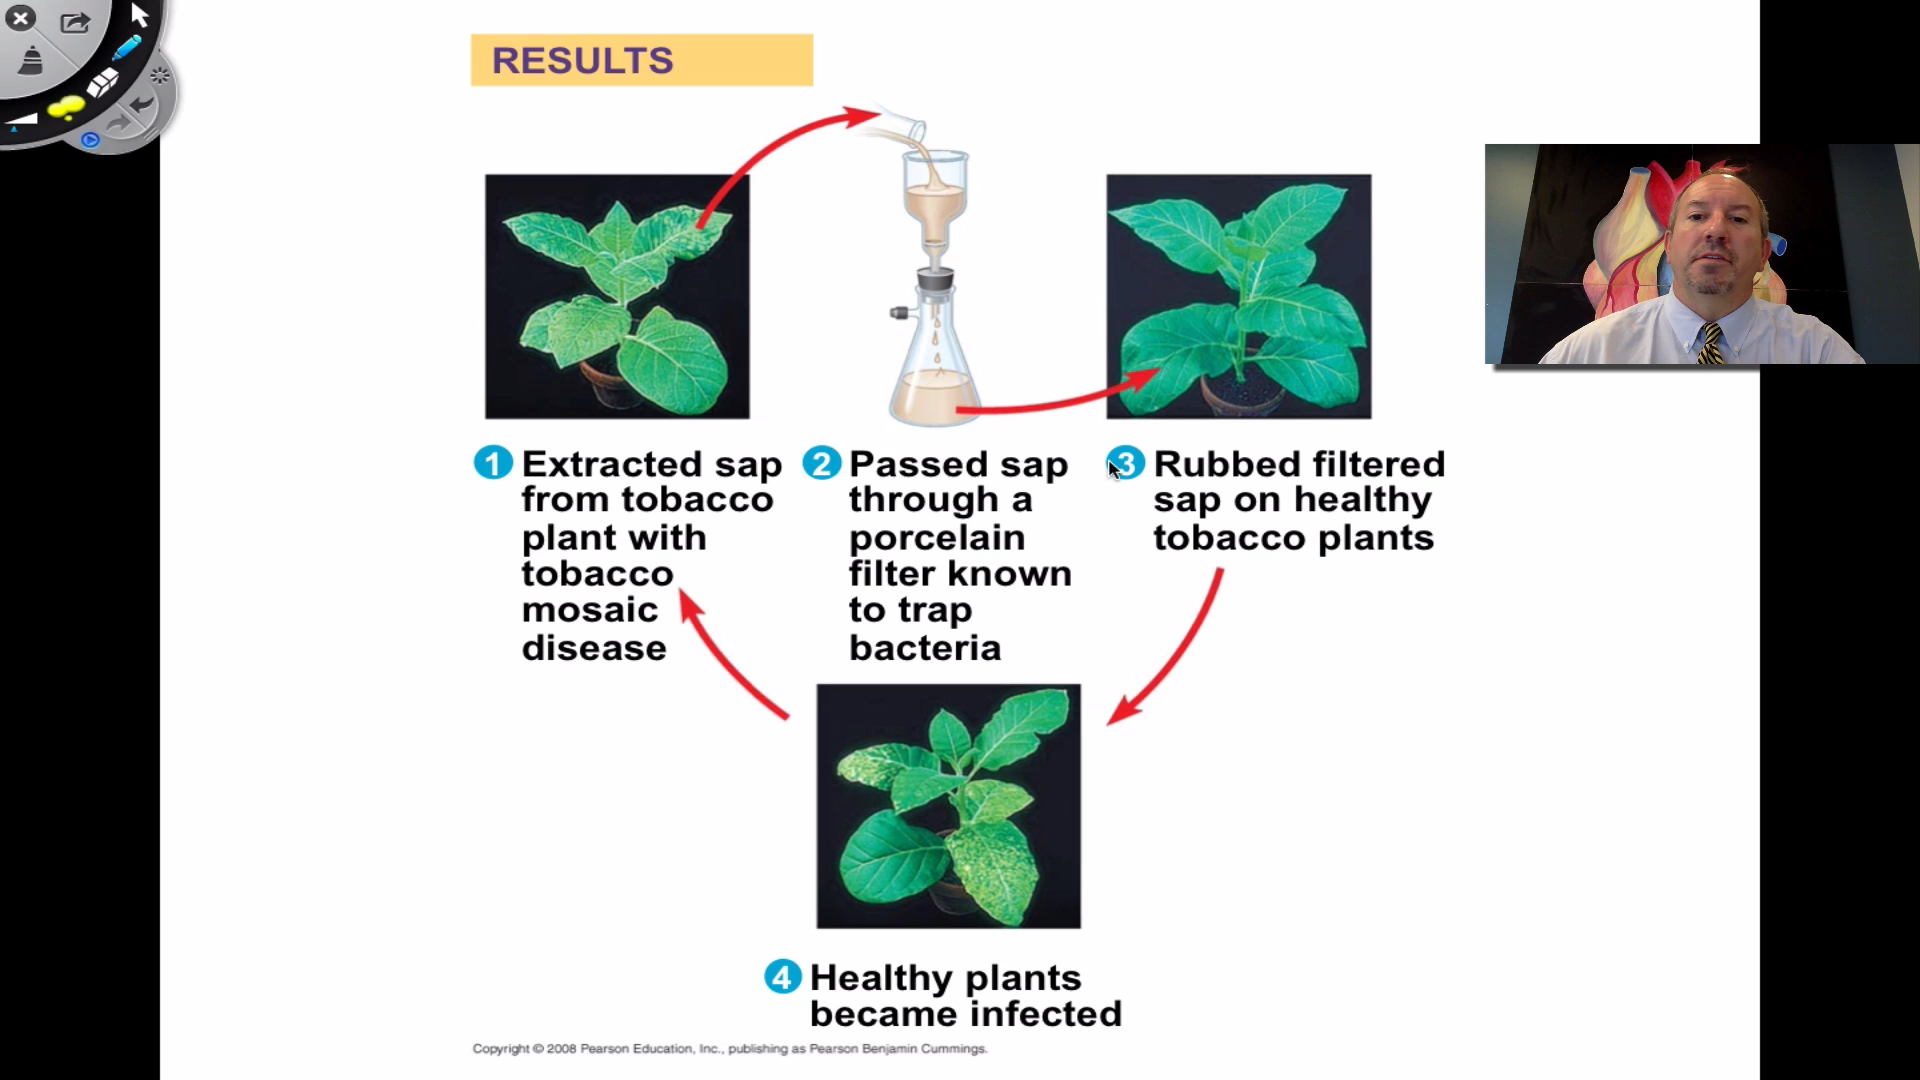 RESULTS
1 Extracted sap
from tobacco
plant with
tobacco
mosaic
disease
2 Passed sap
through a
porcelain
filter known
to trap
bacteria
3 Rubbed filtered
sap on healthy
tobacco plants
4 Healthy plants
became infected
Copyright © 2008 Pearson Education, Inc., publishing as Pearson Benjamin Cummings.